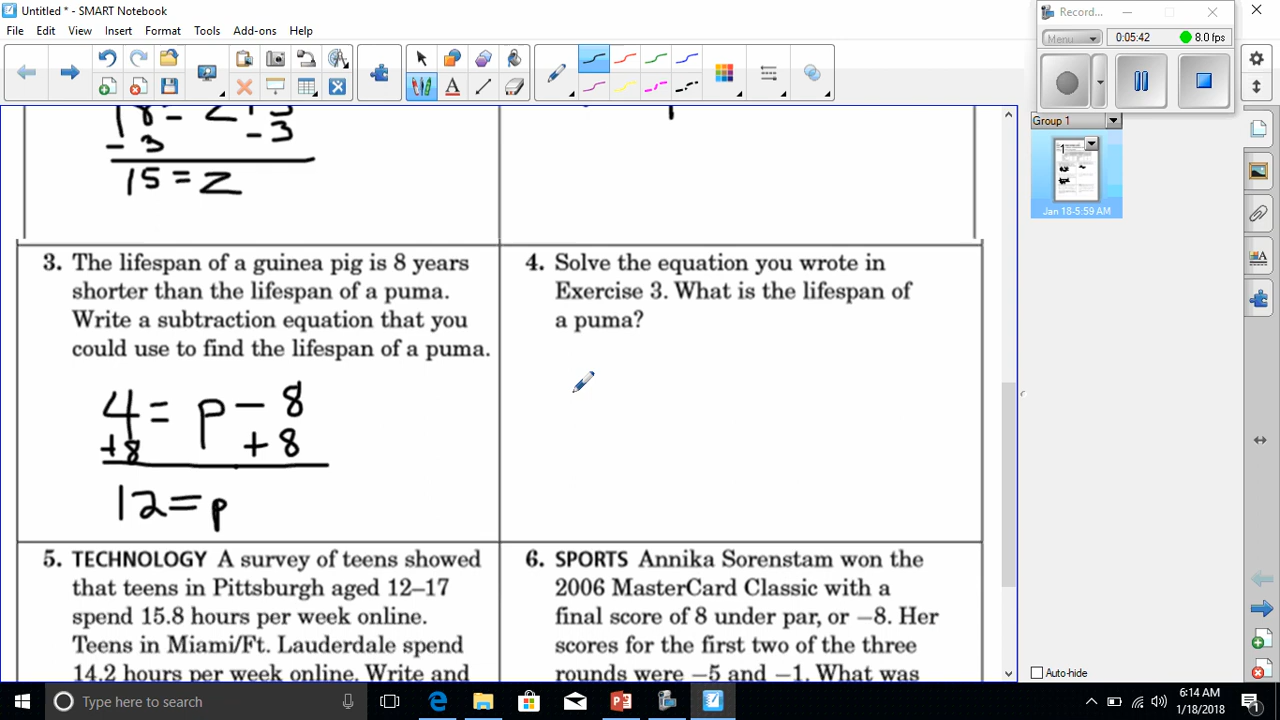 Untitled * - SMART Notebook
File Edit View Insert Format Tools Add-ons Help
Record...
Menu 0:05:42 8.0 fps
Group 1
1
Jan 18-5:59 AM
18 = z + 3
- 3 - 3
15 = z
3. The lifespan of a guinea pig is 8 years
shorter than the lifespan of a puma.
Write a subtraction equation that you
could use to find the lifespan of a puma.
4 = p - 8
+8 +8
12 = p
4. Solve the equation you wrote in
Exercise 3. What is the lifespan of
a puma?
5. TECHNOLOGY A survey of teens showed
that teens in Pittsburgh aged 12–17
spend 15.8 hours per week online.
Teens in Miami/Ft. Lauderdale spend
14.2 hours per week online. Write and
6. SPORTS Annika Sorenstam won the
2006 MasterCard Classic with a
final score of 8 under par, or −8. Her
scores for the first two of the three
rounds were −5 and −1. What was
Auto-hide
Type here to search
6:14 AM
1/18/2018